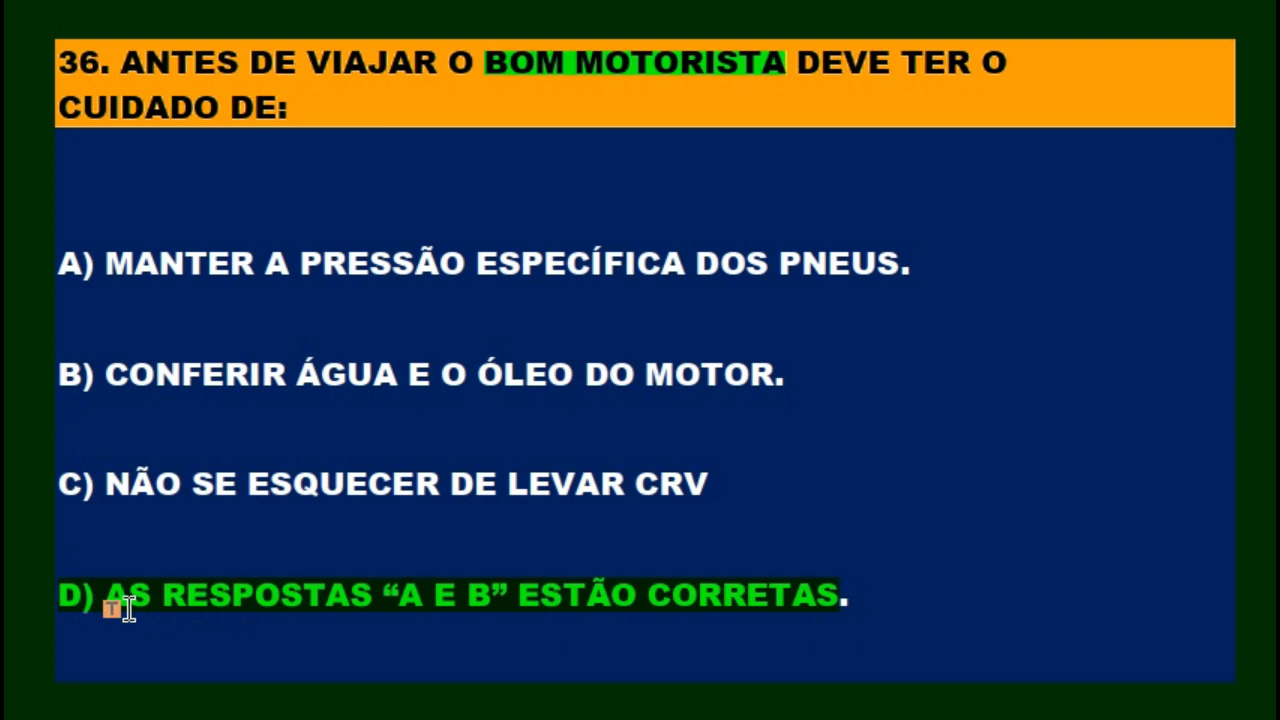 36. ANTES DE VIAJAR O BOM MOTORISTA DEVE TER O
CUIDADO DE:
A) MANTER A PRESSÃO ESPECÍFICA DOS PNEUS.
B) CONFERIR ÁGUA E O ÓLEO DO MOTOR.
C) NÃO SE ESQUECER DE LEVAR CRV
D) AS RESPOSTAS “A E B” ESTÃO CORRETAS.
T